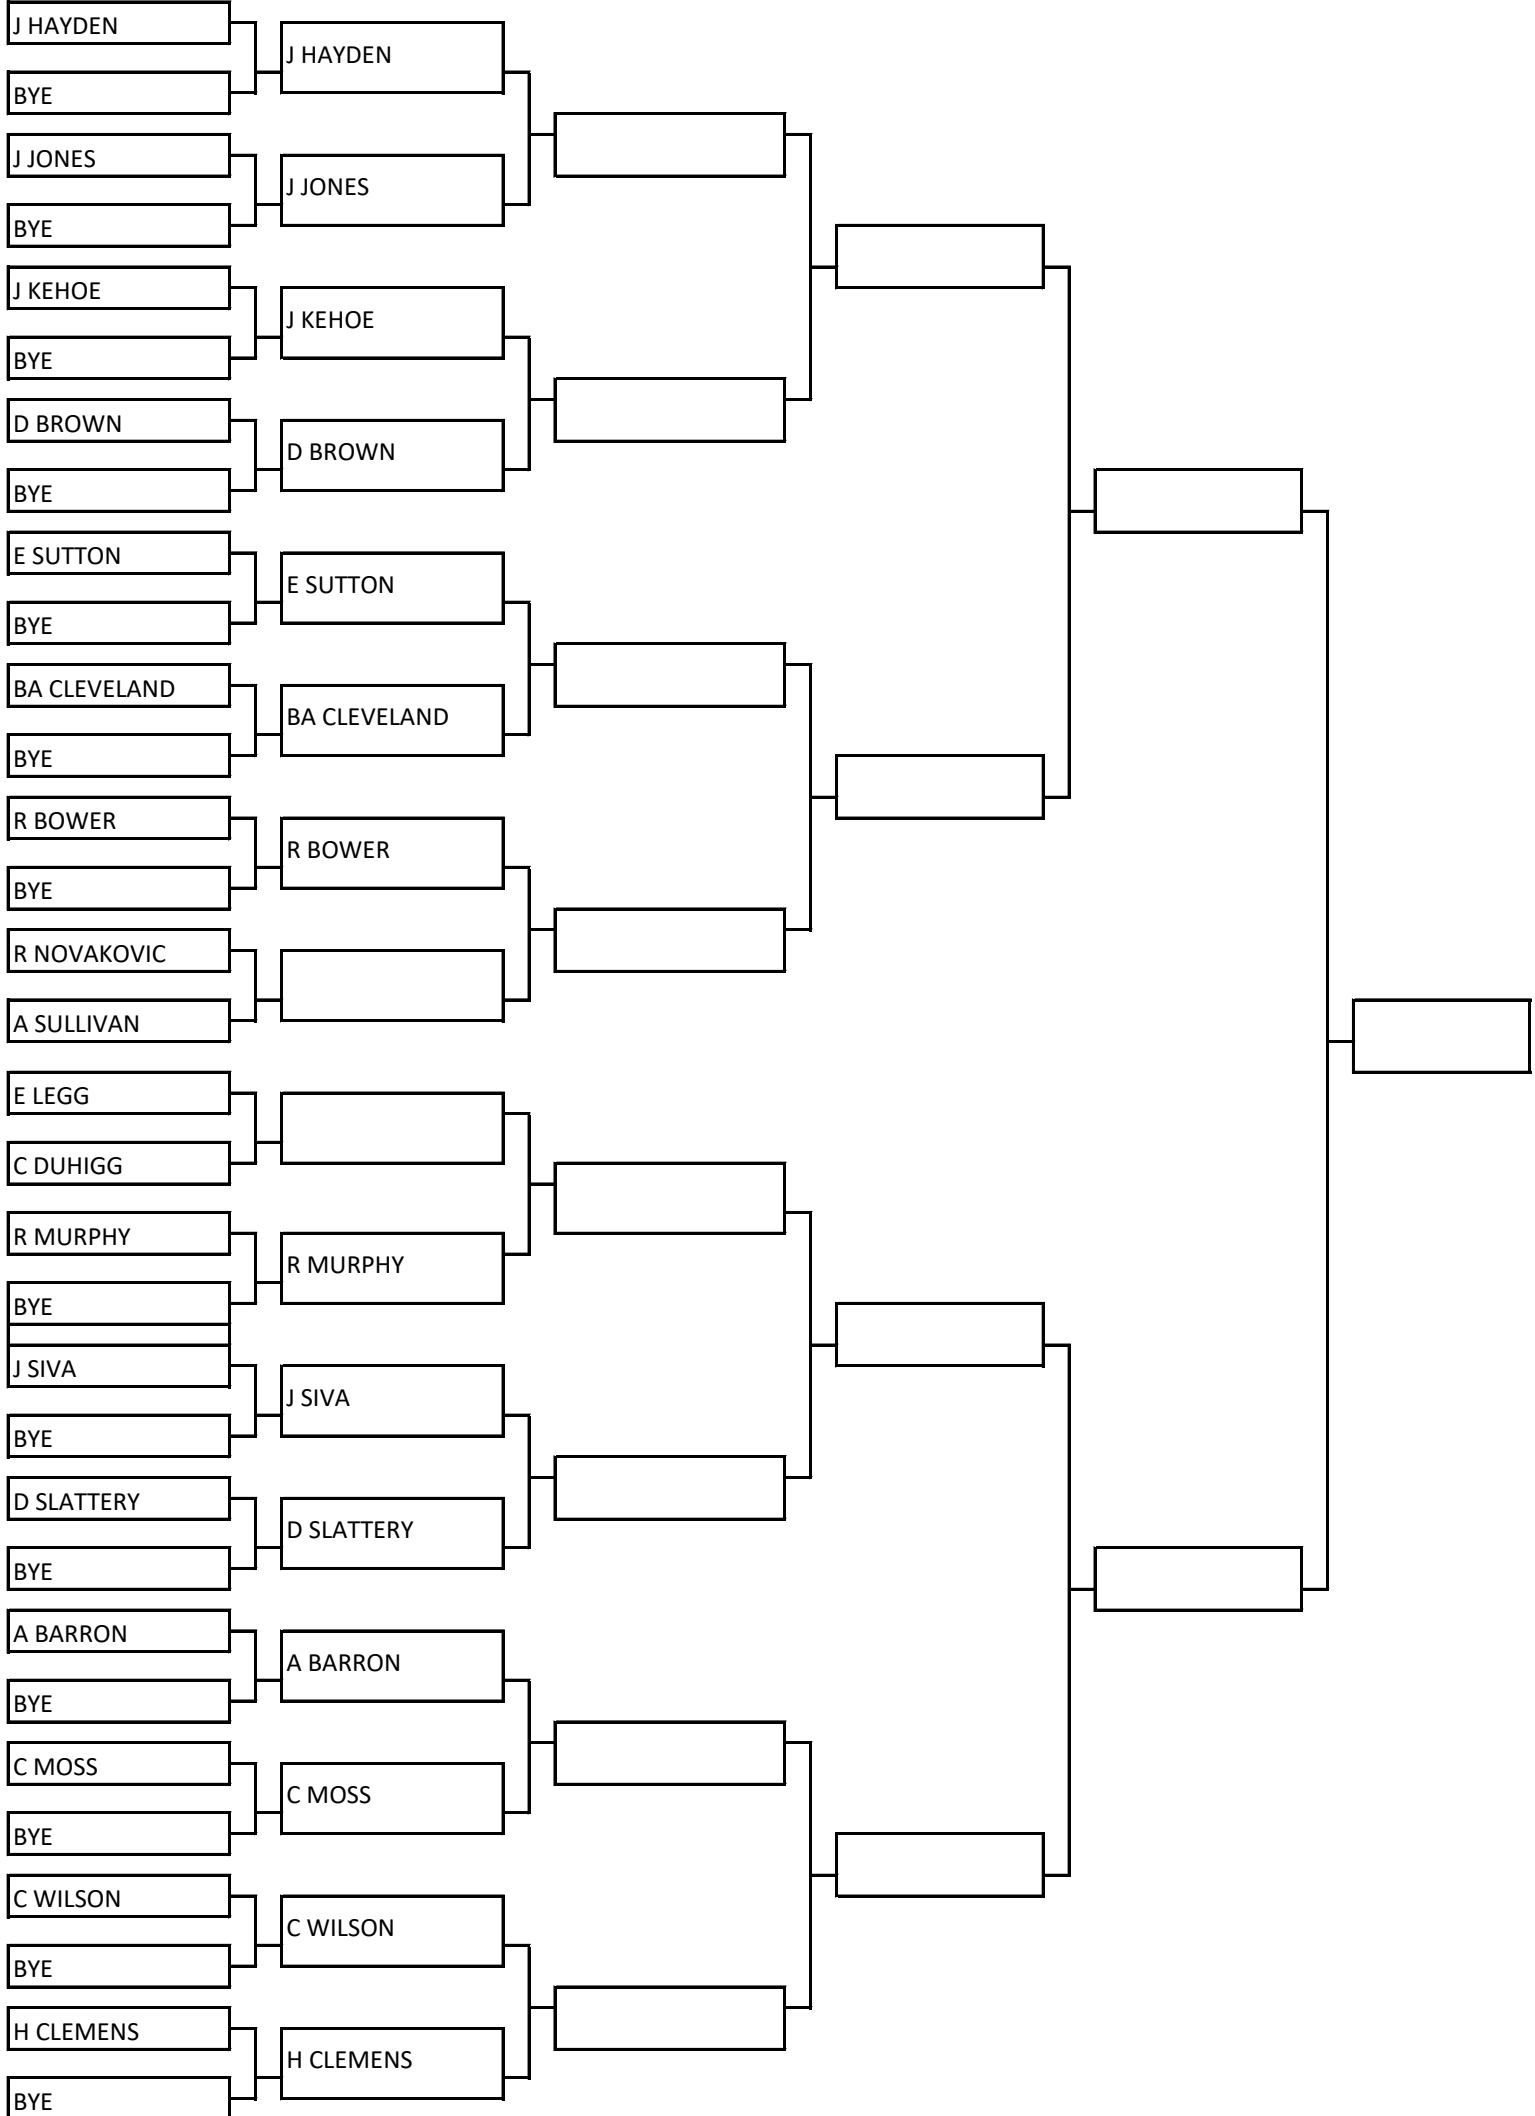 J HAYDEN
BYE
J JONES
BYE
J KEHOE
BYE
D BROWN
BYE
E SUTTON
BYE
BA CLEVELAND
BYE
R BOWER
BYE
R NOVAKOVIC
A SULLIVAN
E LEGG
C DUHIGG
R MURPHY
BYE
J SIVA
BYE
D SLATTERY
BYE
A BARRON
BYE
C MOSS
BYE
C WILSON
BYE
H CLEMENS
BYE
J HAYDEN
J JONES
J KEHOE
D BROWN
E SUTTON
BA CLEVELAND
R BOWER
R MURPHY
J SIVA
D SLATTERY
A BARRON
C MOSS
C WILSON
H CLEMENS